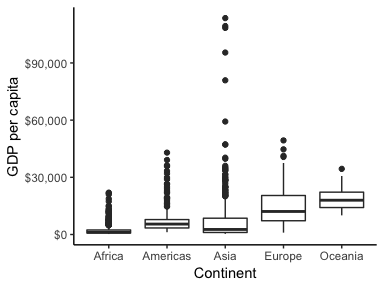 GDP per capita
$90,000
$60,000
$30,000
$0
Africa Americas Asia Europe Oceania
Continent